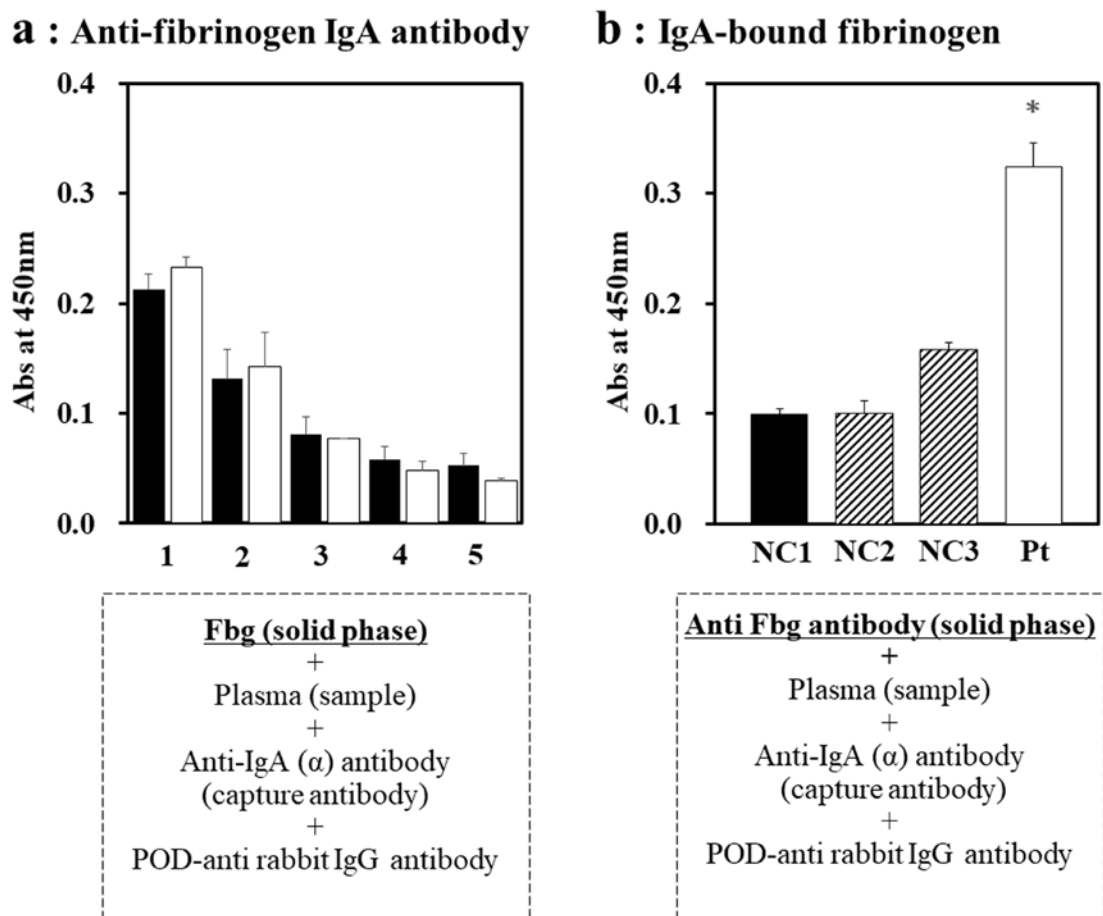 a : Anti-fibrinogen IgA antibody
0.4
0.3
0.2
0.1
0.0
Abs at 450nm
1 2 3 4 5
Fbg (solid phase)
+
Plasma (sample)
+
Anti-IgA (α) antibody
(capture antibody)
+
POD-anti rabbit IgG antibody
b : IgA-bound fibrinogen
0.4
0.3
0.2
0.1
0.0
Abs at 450nm
*
NC1 NC2 NC3 Pt
Anti Fbg antibody (solid phase)
+
Plasma (sample)
+
Anti-IgA (α) antibody
(capture antibody)
+
POD-anti rabbit IgG antibody